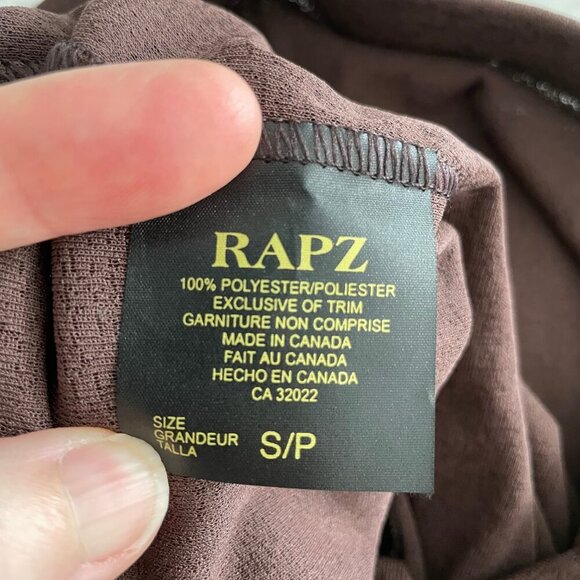 RAPZ
100% POLYESTER/POLIESTER
EXCLUSIVE OF TRIM
GARNITURE NON COMPRISE
MADE IN CANADA
FAIT AU CANADA
HECHO EN CANADA
CA 32022
SIZE
GRANDEUR
TALLA
S/P